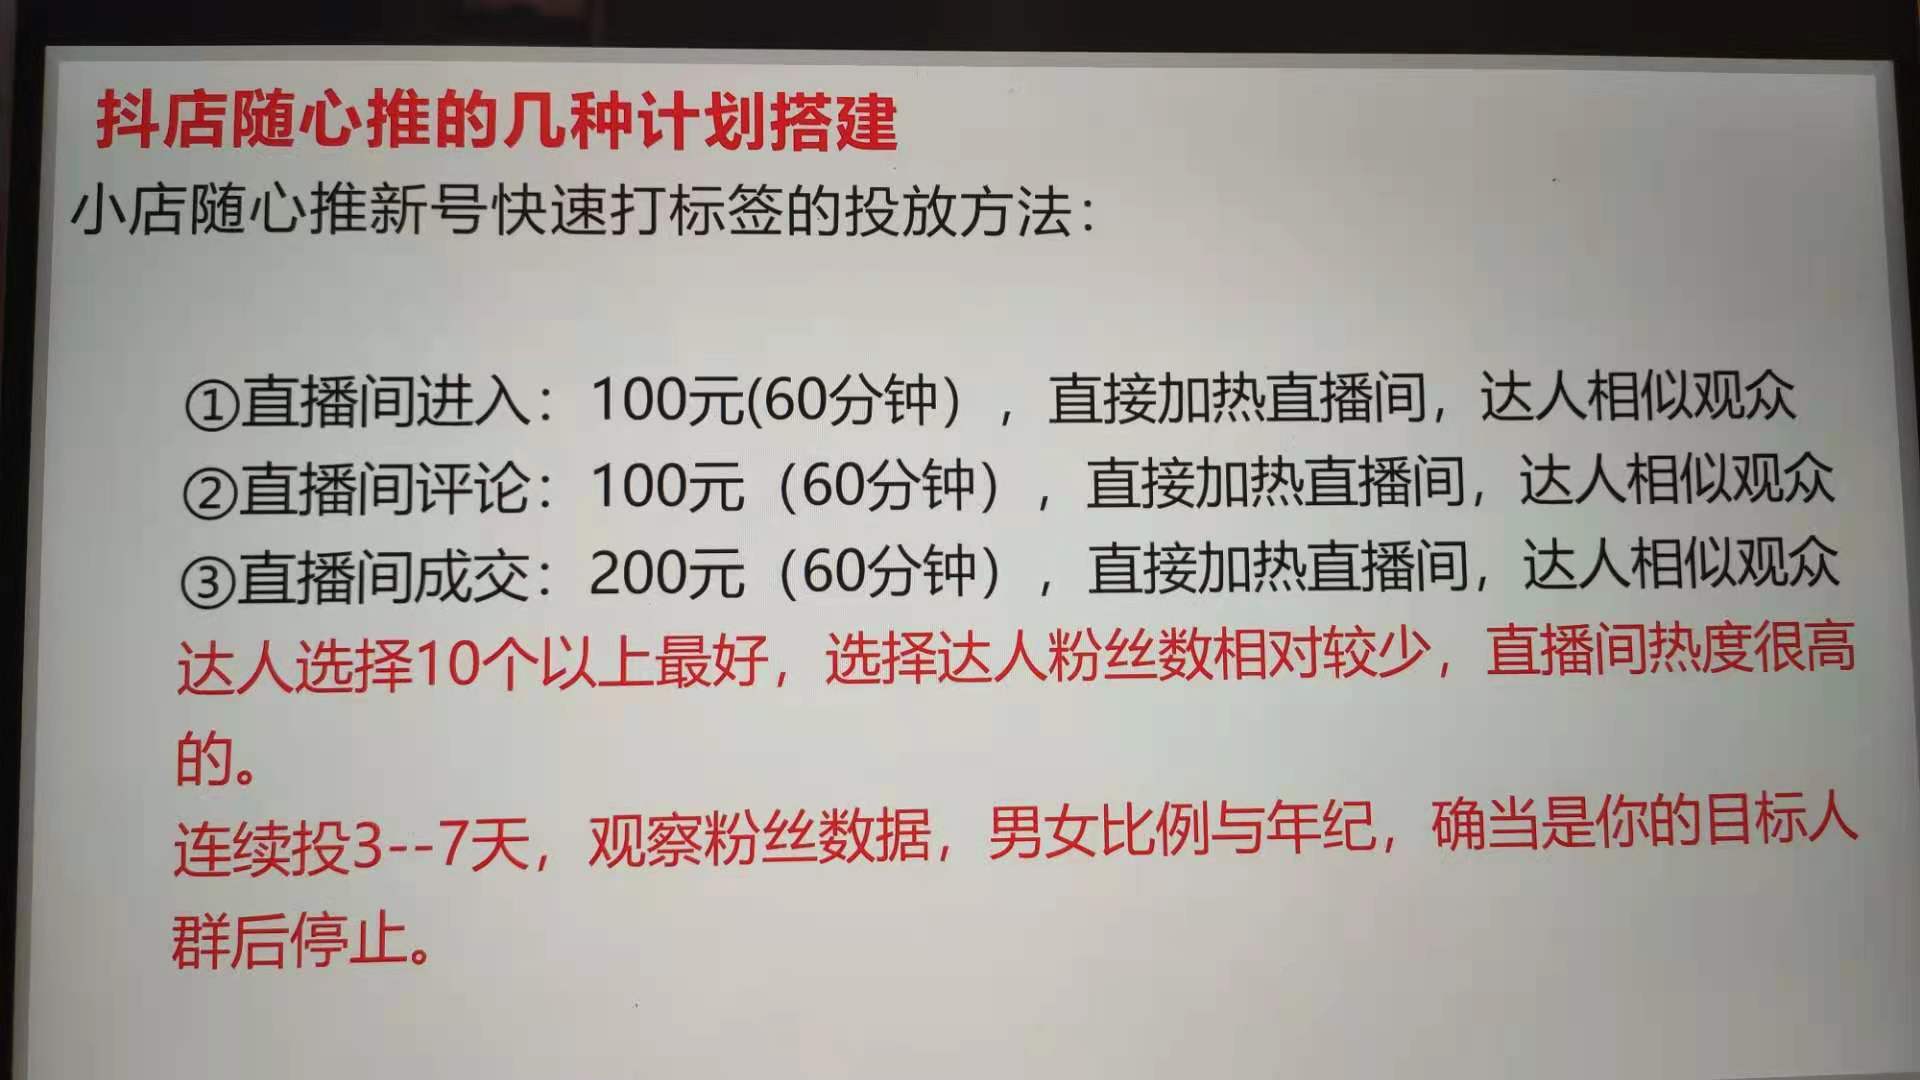 抖店随心推的几种计划搭建
小店随心推新号快速打标签的投放方法：
①直播间进入：100元(60分钟），直接加热直播间，达人相似观众
②直播间评论：100元（60分钟），直接加热直播间，达人相似观众
③直播间成交：200元（60分钟），直接加热直播间，达人相似观众
达人选择10个以上最好，选择达人粉丝数相对较少，直播间热度很高
的。
连续投3--7天，观察粉丝数据，男女比例与年纪，确当是你的目标人
群后停止。